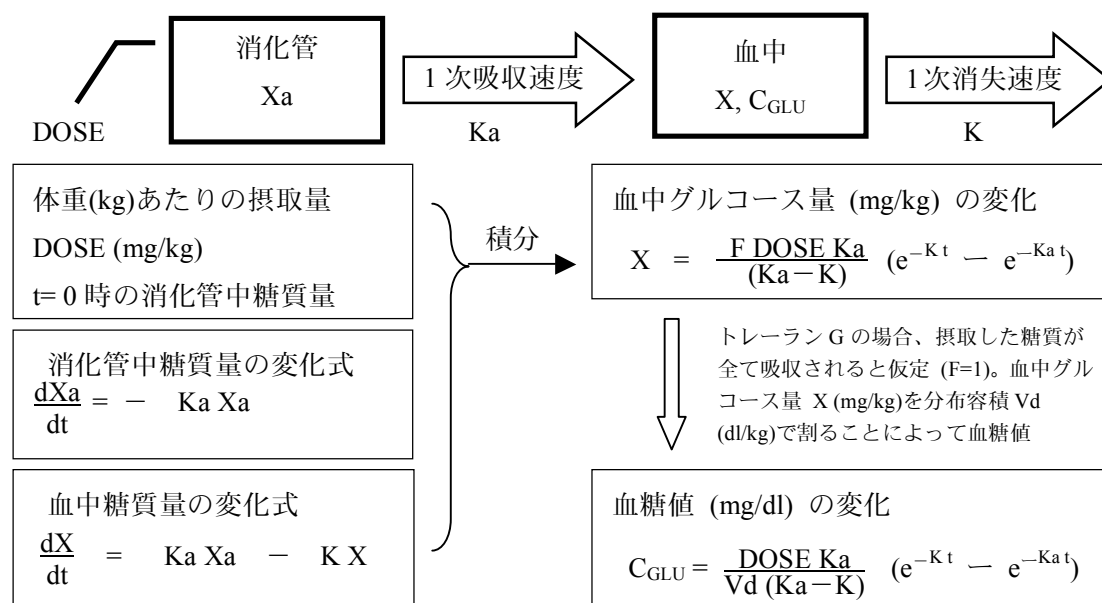 消化管
Xa
DOSE
1次吸収速度
Ka
血中
X, CGLU
1次消失速度
K
体重(kg)あたりの摂取量
DOSE (mg/kg)
t= 0 時の消化管中糖質量
消化管中糖質量の変化式
dXa/dt = − Ka Xa
血中糖質量の変化式
dX/dt = Ka Xa − K X
積分
血中グルコース量 (mg/kg) の変化
X = F DOSE Ka/(Ka−K) (e^−K t − e^−Ka t)
トレーラン G の場合、摂取した糖質が
全て吸収されると仮定 (F=1)。血中グル
コース量 X (mg/kg)を分布容積 Vd
(dl/kg)で割ることによって血糖値
血糖値 (mg/dl) の変化
CGLU = DOSE Ka/Vd (Ka−K) (e^−K t − e^−Ka t)